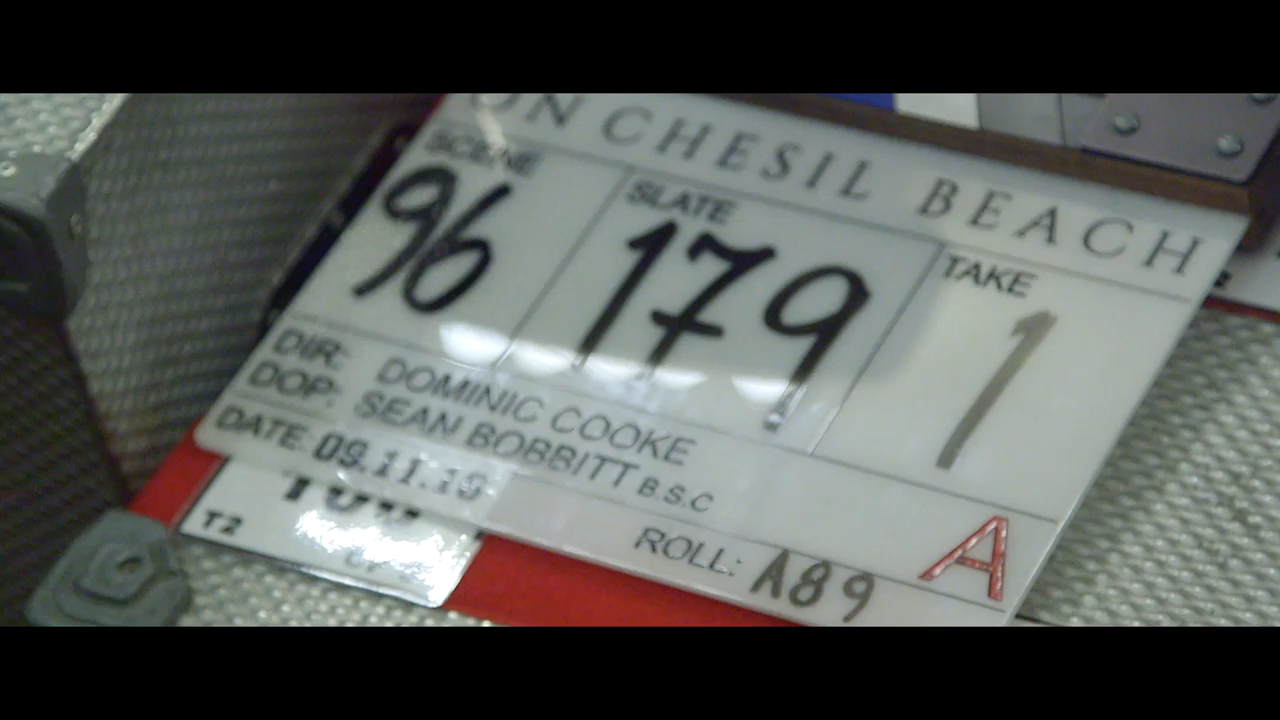 ON CHESIL BEACH
SCENE SLATE TAKE
96 179 1
DIR: DOMINIC COOKE
DOP: SEAN BOBBITT B.S.C
DATE: 09.11.16
ROLL: A89 A
T2